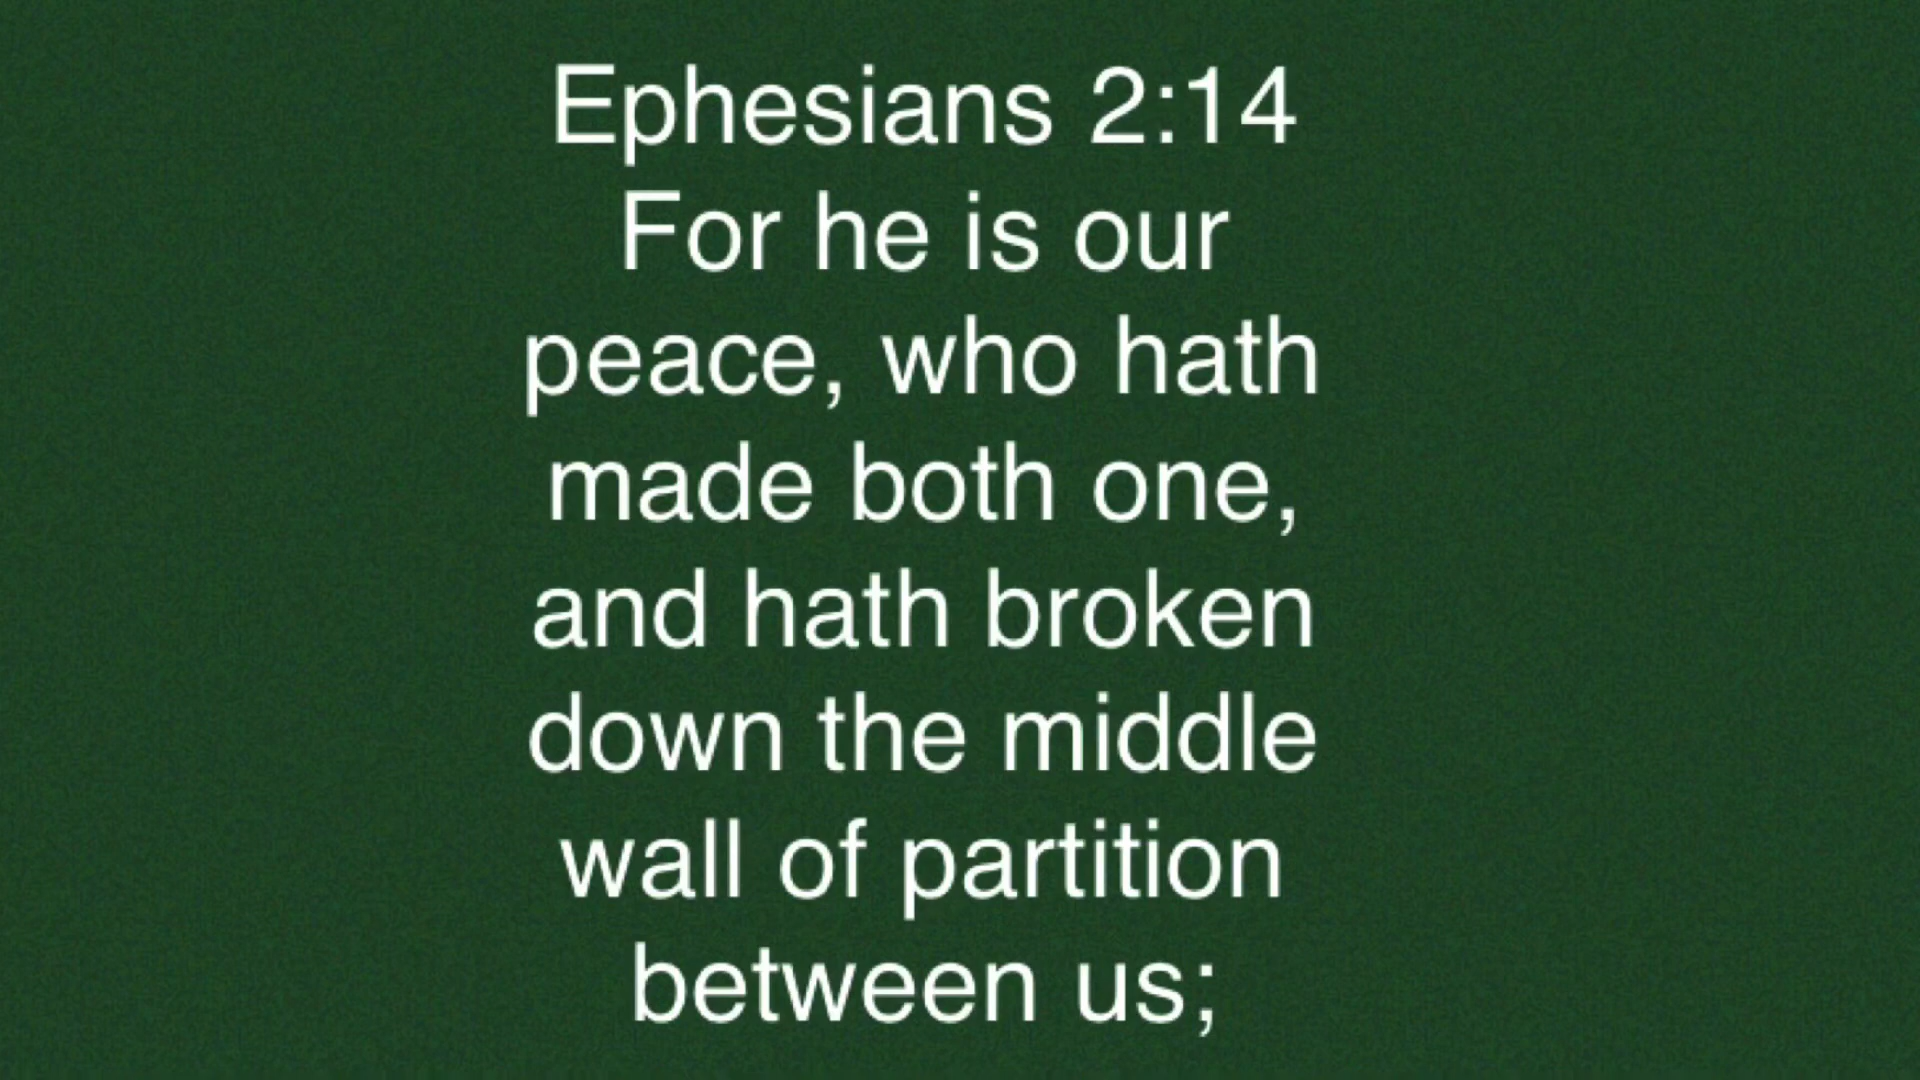 Ephesians 2:14
For he is our
peace, who hath
made both one,
and hath broken
down the middle
wall of partition
between us;